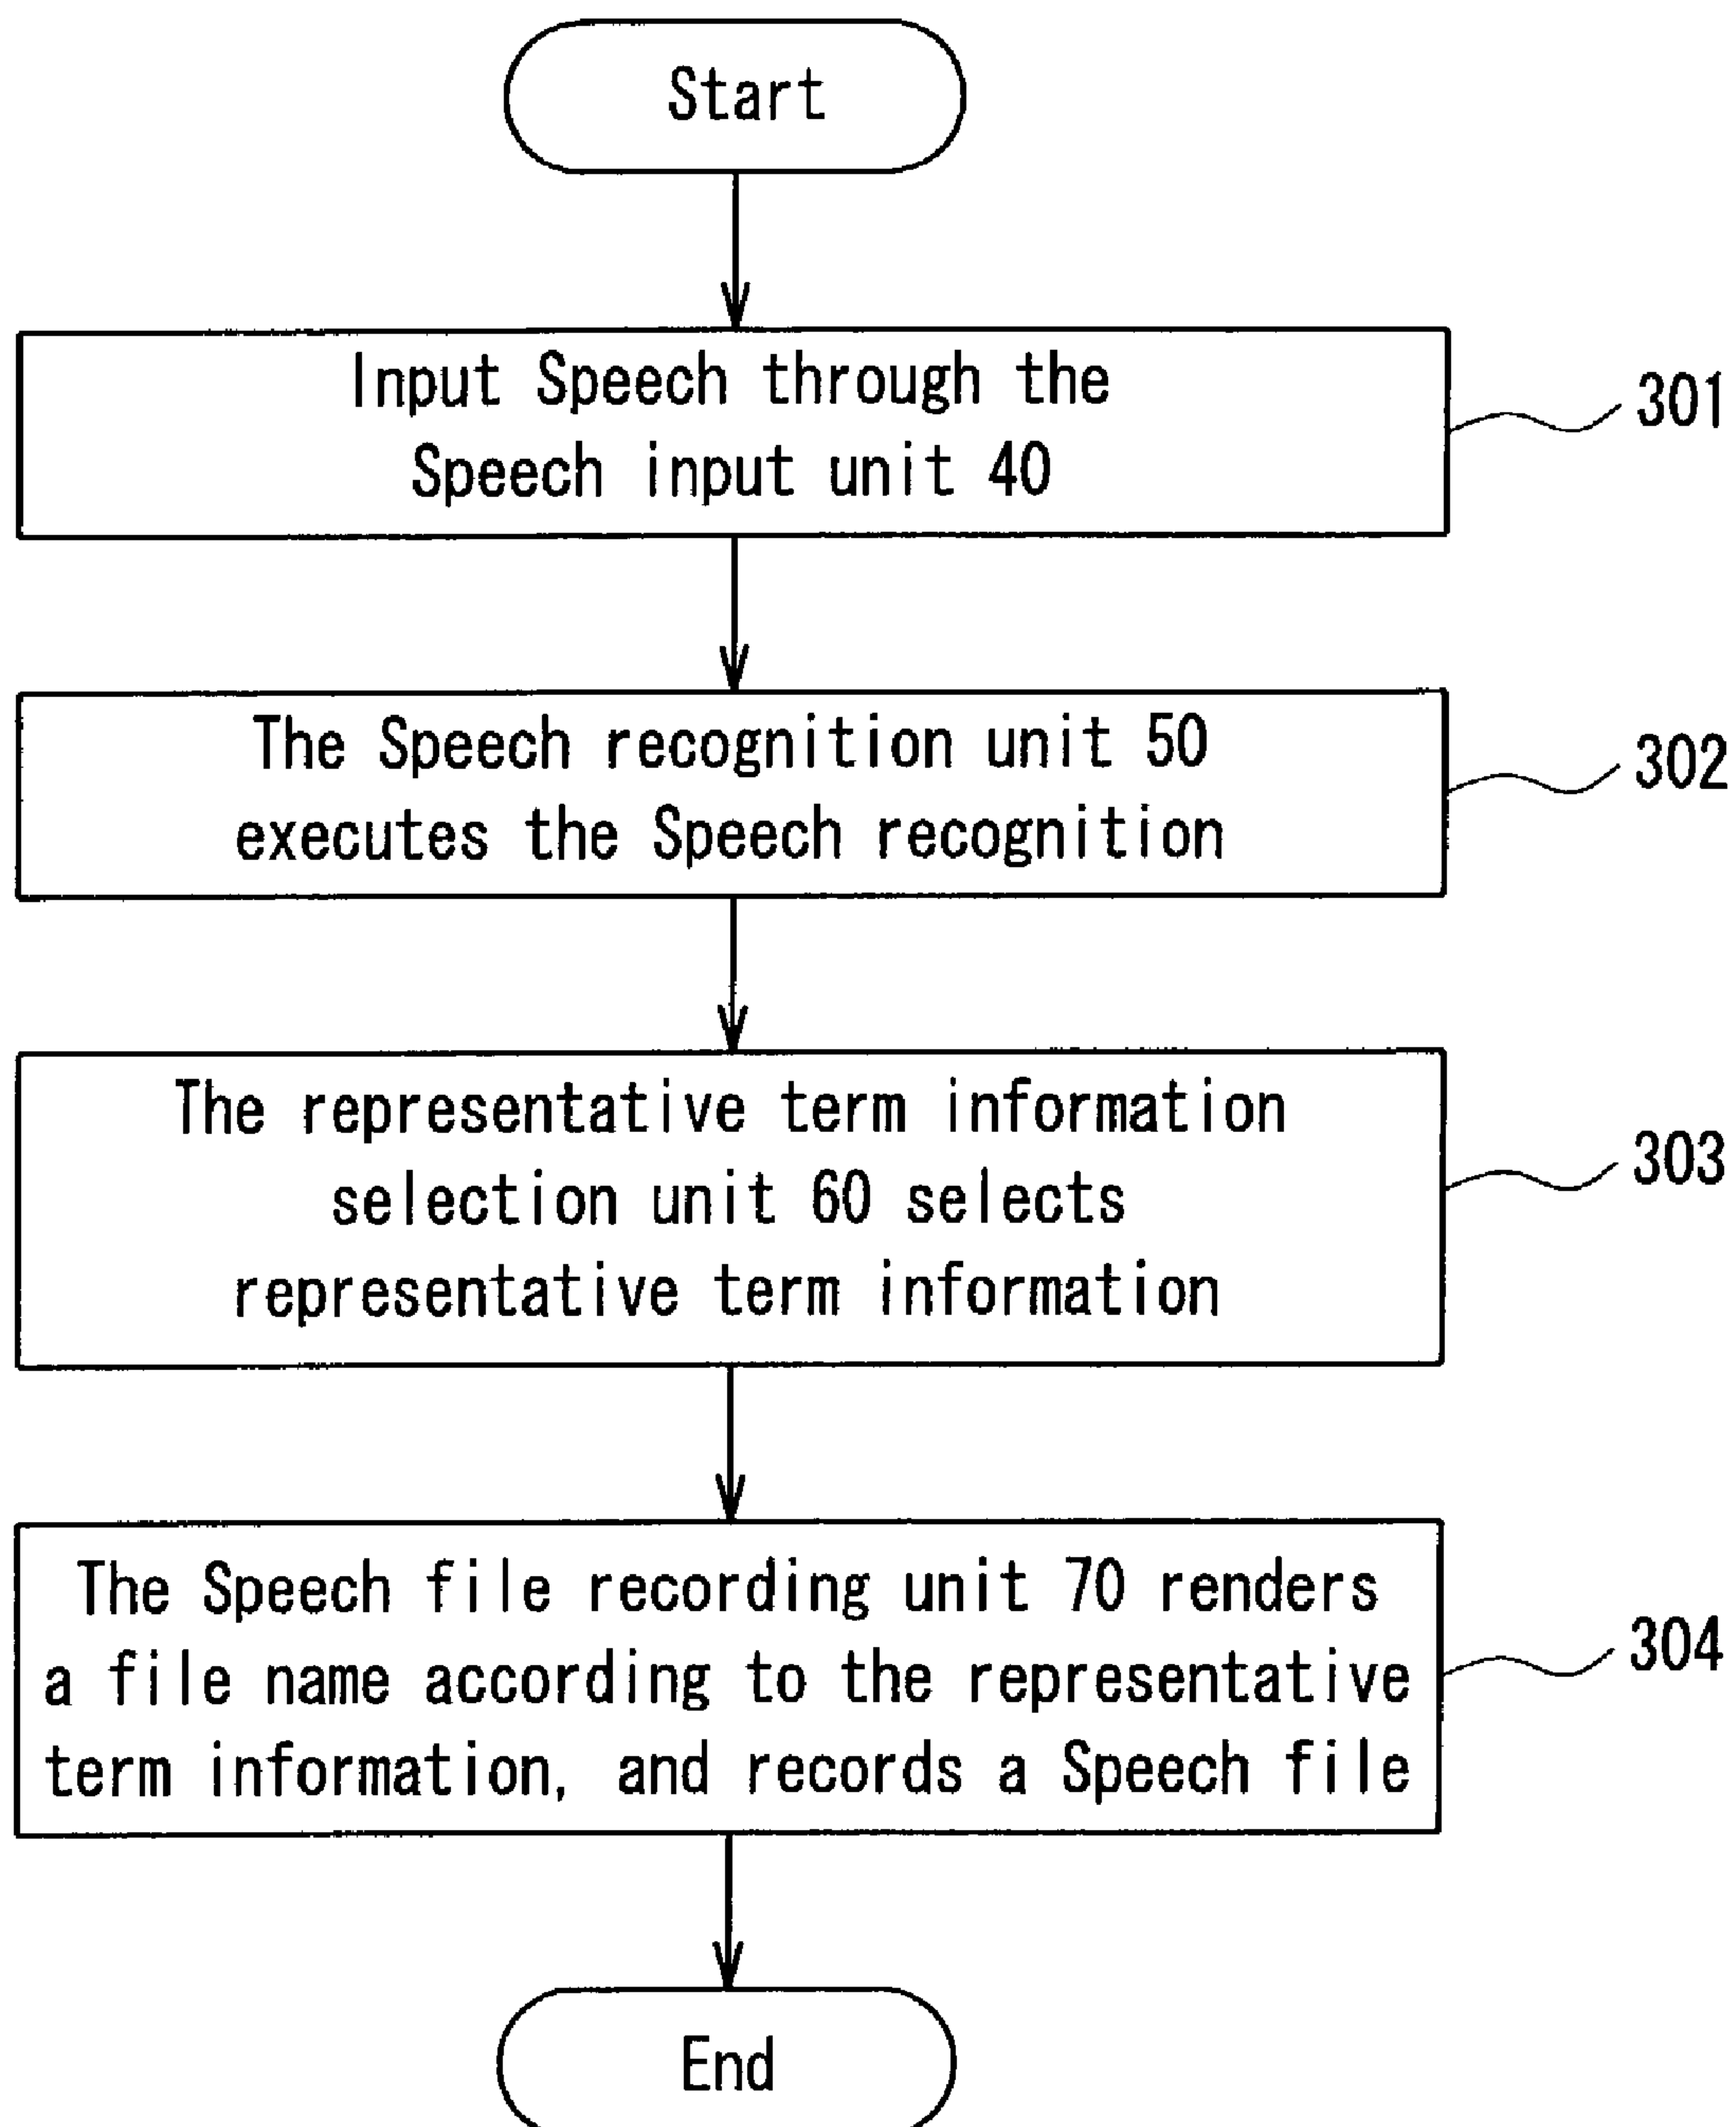 Start
Input Speech through the
Speech input unit 40
301
The Speech recognition unit 50
executes the Speech recognition
302
The representative term information
selection unit 60 selects
representative term information
303
The Speech file recording unit 70 renders
a file name according to the representative
term information, and records a Speech file
304
End